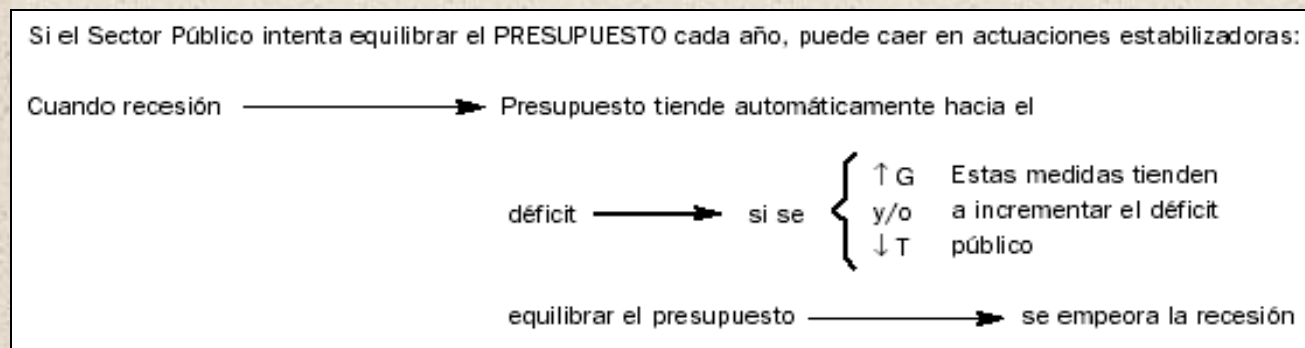 Si el Sector Público intenta equilibrar el PRESUPUESTO cada año, puede caer en actuaciones estabilizadoras:
Cuando recesión Presupuesto tiende automáticamente hacia el
↑ G Estas medidas tienden
déficit si se y/o a incrementar el déficit
↓ T público
equilibrar el presupuesto se empeora la recesión